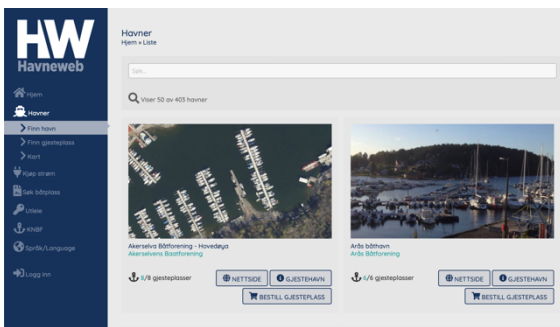 HW
Havneweb
Hjem
Havner
Finn havn
Finn gjesteplass
Kart
Kjøp strøm
Søk båtplass
Utleie
KNBF
Språk/Language
Logg inn
Havner
Hjem » Liste
Søk..
Viser 50 av 403 havner
Akerselva Båtforening - Hovedøya
Akerselvens Baatforening
8/8 gjesteplasser
NETTSIDE
GJESTEHAVN
BESTILL GJESTEPLASS
Arås båthavn
Arås Båtforening
6/6 gjesteplasser
NETTSIDE
GJESTEHAVN
BESTILL GJESTEPLASS